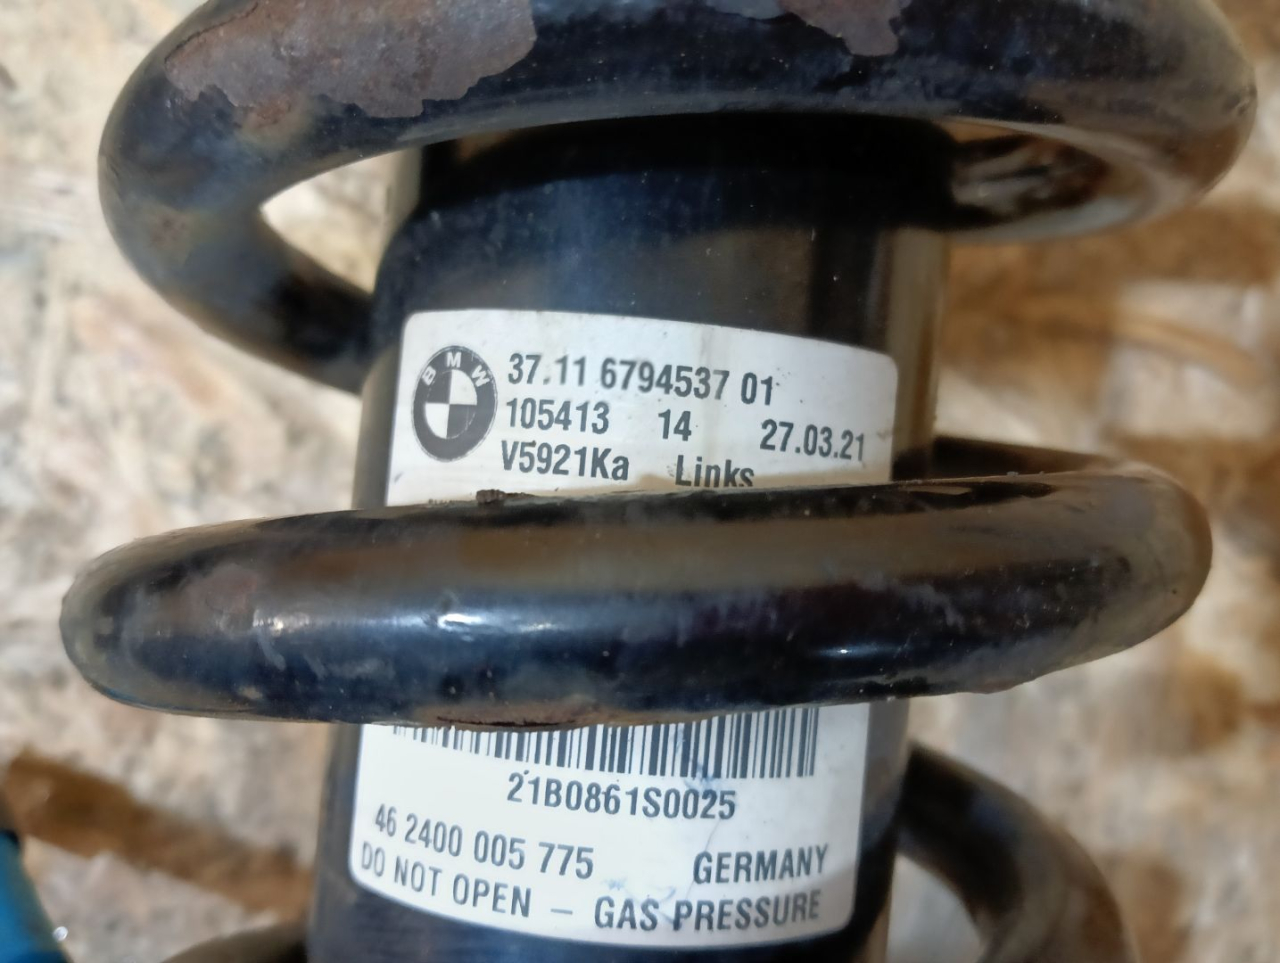 BMW
37.11 6794537 01
105413 14 27.03.21
V5921Ka Links
21B0861S0025
46 2400 005 775
GERMANY
DO NOT OPEN – GAS PRESSURE